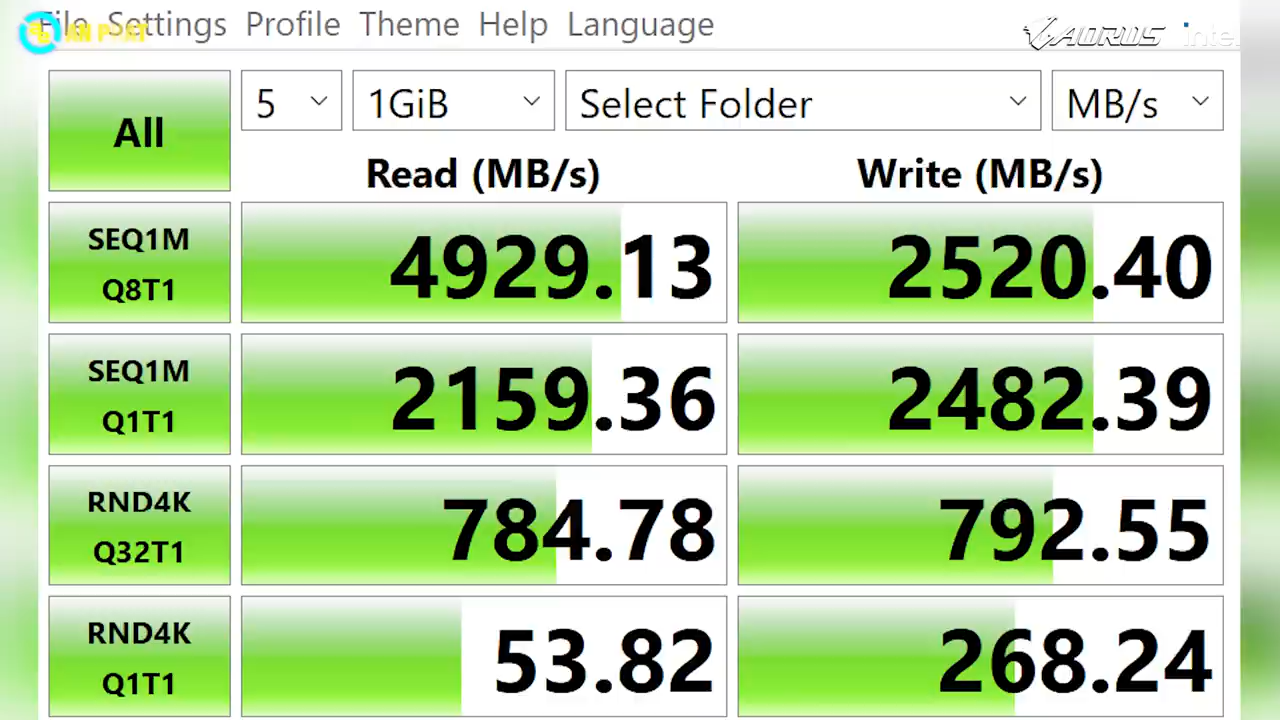 File Settings Profile Theme Help Language
AORUS intel
All
5
1GiB
Select Folder
MB/s
Read (MB/s)
Write (MB/s)
SEQ1M
Q8T1
4929.13
2520.40
SEQ1M
Q1T1
2159.36
2482.39
RND4K
Q32T1
784.78
792.55
RND4K
Q1T1
53.82
268.24